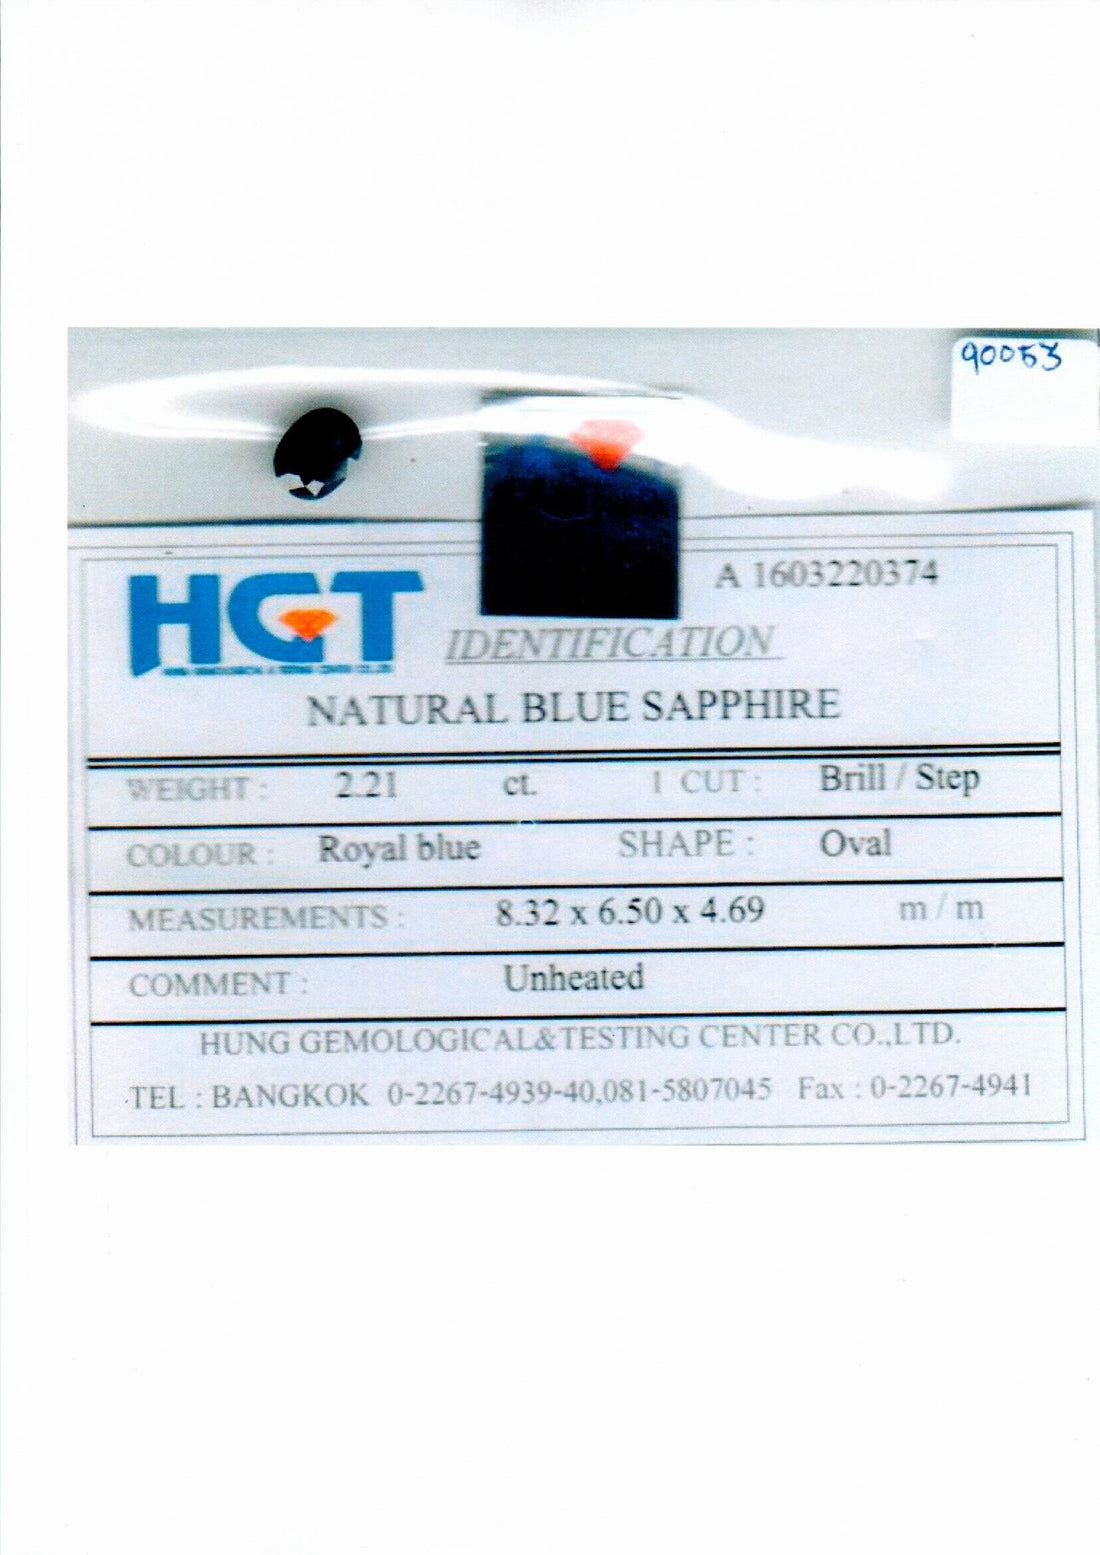 90053
A 1603220374
HGT
IDENTIFICATION
NATURAL BLUE SAPPHIRE
WEIGHT : 2.21 ct. 1 CUT : Brill / Step
COLOUR : Royal blue SHAPE : Oval
MEASUREMENTS : 8.32 x 6.50 x 4.69 m / m
COMMENT : Unheated
HUNG GEMOLOGICAL&TESTING CENTER CO.,LTD.
TEL : BANGKOK 0-2267-4939-40,081-5807045 Fax : 0-2267-4941